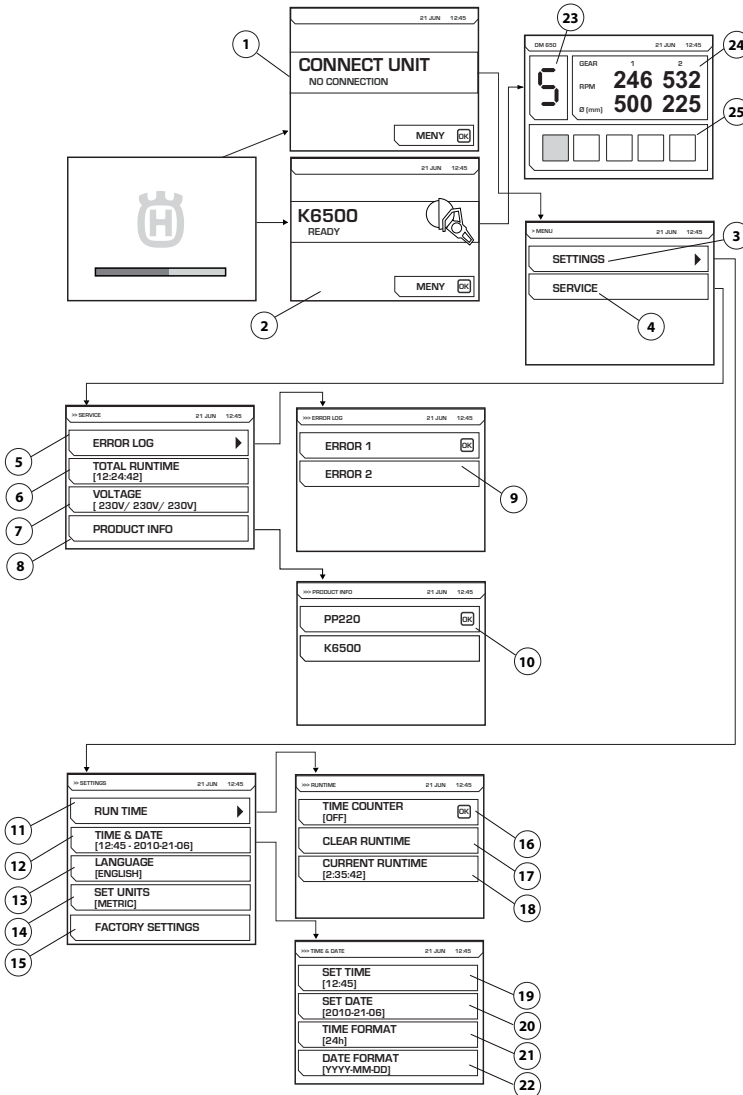 21 JUN 12:45
CONNECT UNIT
NO CONNECTION
MENY OK
1
DM 650 21 JUN 12:45
GEAR 1 2
RPM 246 532
Ø [mm] 500 225
5
23
24
25
H
21 JUN 12:45
K6500
READY
MENY OK
2
> MENU 21 JUN 12:45
SETTINGS
SERVICE
3
4
>> SERVICE 21 JUN 12:45
ERROR LOG
TOTAL RUNTIME
[12:24:42]
VOLTAGE
[ 230V/ 230V/ 230V]
PRODUCT INFO
5
6
7
8
>>> ERROR LOG 21 JUN 12:45
ERROR 1 OK
ERROR 2
9
>>> PRODUCT INFO 21 JUN 12:45
PP220 OK
K6500
10
>> SETTINGS 21 JUN 12:45
RUN TIME
TIME & DATE
[12:45 - 2010-21-06]
LANGUAGE
[ENGLISH]
SET UNITS
[METRIC]
FACTORY SETTINGS
11
12
13
14
15
>>> RUNTIME 21 JUN 12:45
TIME COUNTER
[OFF] OK
CLEAR RUNTIME
CURRENT RUNTIME
[2:35:42]
16
17
18
>>> TIME & DATE 21 JUN 12:45
SET TIME
[12:45]
SET DATE
[2010-21-06]
TIME FORMAT
[24h]
DATE FORMAT
[YYYY-MM-DD]
19
20
21
22